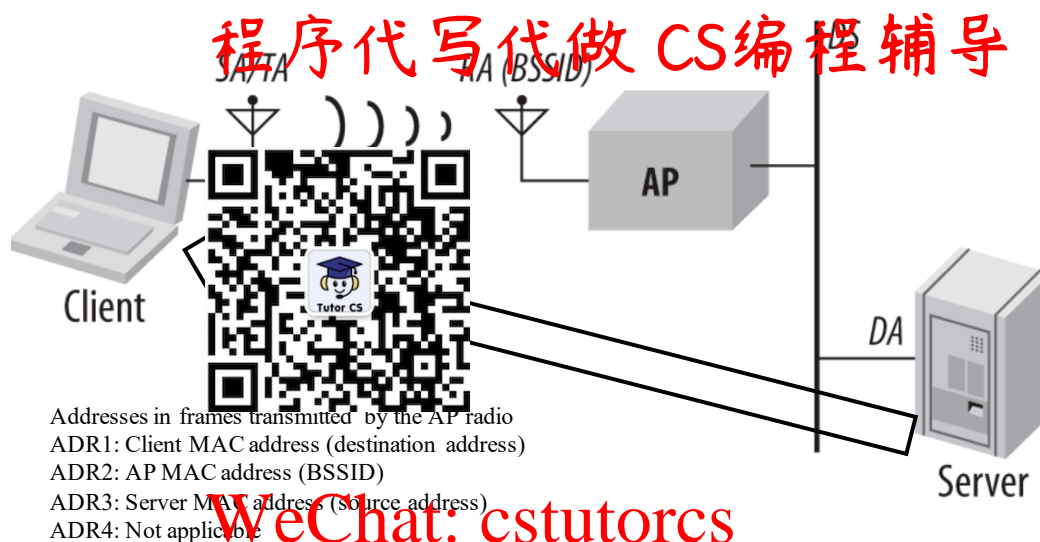 程序代写代做 CS编程辅导
SA/TA
RA (BSSID)
DS
AP
Tutor CS
Client
DA
Addresses in frames transmitted by the AP radio
ADR1: Client MAC address (destination address)
ADR2: AP MAC address (BSSID)
ADR3: Server MAC address (source address)
ADR4: Not applicable
Server
WeChat: cstutorcs